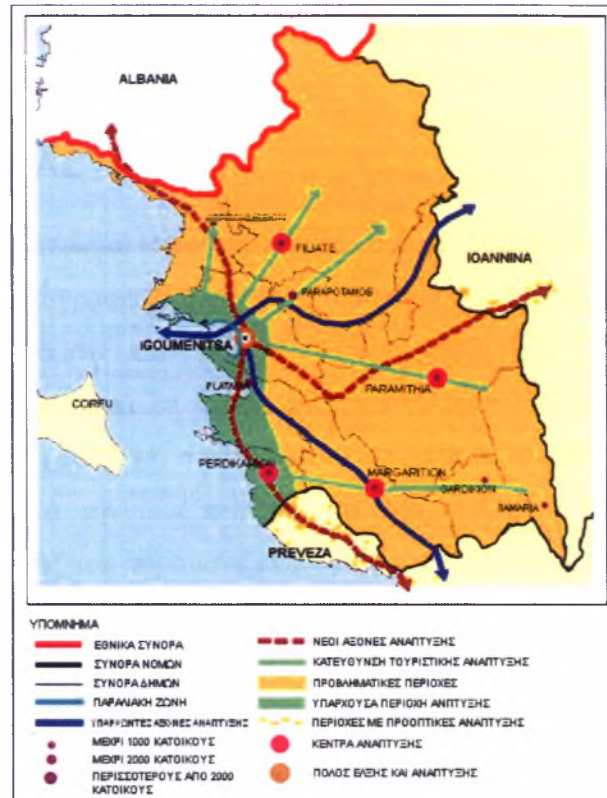 ALBANIA
FILIATE
IOANNINA
PARAPOTAMOS
IGOUMENITSA
PLATARIA
PARAMITHIA
CORFU
PERDIKA
MARGARITION
GARDIKION
SAMARIA
PREVEZA
ΥΠΟΜΝΗΜΑ
ΕΘΝΙΚΑ ΣΥΝΟΡΑ
ΣΥΝΟΡΑ ΝΟΜΩΝ
ΣΥΝΟΡΑ ΔΗΜΩΝ
ΠΑΡΑΛΙΑΚΗ ΖΩΝΗ
ΥΠΑΡΧΟΝΤΕΣ ΑΞΟΝΕΣ ΑΝΑΠΤΥΞΗΣ
ΜΕΧΡΙ 1000 ΚΑΤΟΙΚΟΥΣ
ΜΕΧΡΙ 2000 ΚΑΤΟΙΚΟΥΣ
ΠΕΡΙΣΣΟΤΕΡΟΥΣ ΑΠΟ 2000
ΚΑΤΟΙΚΟΥΣ
ΝΕΟΙ ΑΞΟΝΕΣ ΑΝΑΠΤΥΞΗΣ
ΚΑΤΕΥΘΥΝΣΗ ΤΟΥΡΙΣΤΙΚΗΣ ΑΝΑΠΤΥΞΗΣ
ΠΡΟΒΛΗΜΑΤΙΚΕΣ ΠΕΡΙΟΧΕΣ
ΥΠΑΡΧΟΥΣΑ ΠΕΡΙΟΧΗ ΑΝΠΤΥΞΗΣ
ΠΕΡΙΟΧΕΣ ΜΕ ΠΡΟΟΠΤΙΚΕΣ ΑΝΑΠΤΥΞΗΣ
ΚΕΝΤΡΑ ΑΝΑΠΤΥΞΗΣ
ΠΟΛΟΣ ΕΛΞΗΣ ΚΑΙ ΑΝΑΠΤΥΞΗΣ